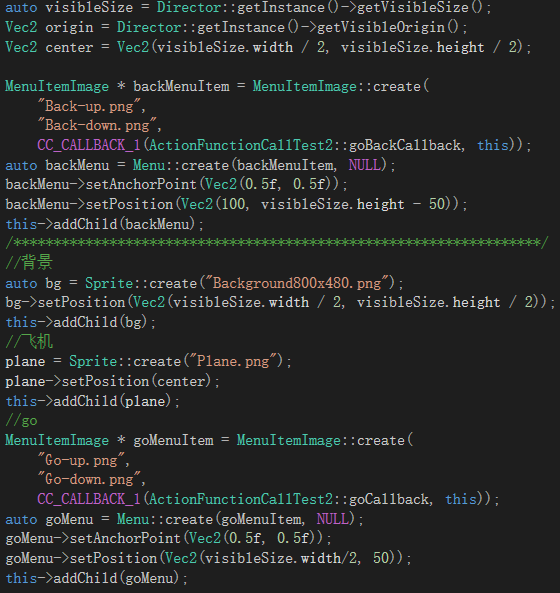 auto visibleSize = Director::getInstance()->getVisibleSize();
Vec2 origin = Director::getInstance()->getVisibleOrigin();
Vec2 center = Vec2(visibleSize.width / 2, visibleSize.height / 2);
MenuItemImage * backMenuItem = MenuItemImage::create(
"Back-up.png",
"Back-down.png",
CC_CALLBACK_1(ActionFunctionCallTest2::goBackCallback, this));
auto backMenu = Menu::create(backMenuItem, NULL);
backMenu->setAnchorPoint(Vec2(0.5f, 0.5f));
backMenu->setPosition(Vec2(100, visibleSize.height - 50));
this->addChild(backMenu);
/******************************************************************/
//背景
auto bg = Sprite::create("Background800x480.png");
bg->setPosition(Vec2(visibleSize.width / 2, visibleSize.height / 2));
this->addChild(bg);
//飞机
plane = Sprite::create("Plane.png");
plane->setPosition(center);
this->addChild(plane);
//go
MenuItemImage * goMenuItem = MenuItemImage::create(
"Go-up.png",
"Go-down.png",
CC_CALLBACK_1(ActionFunctionCallTest2::goCallback, this));
auto goMenu = Menu::create(goMenuItem, NULL);
goMenu->setAnchorPoint(Vec2(0.5f, 0.5f));
goMenu->setPosition(Vec2(visibleSize.width/2, 50));
this->addChild(goMenu);